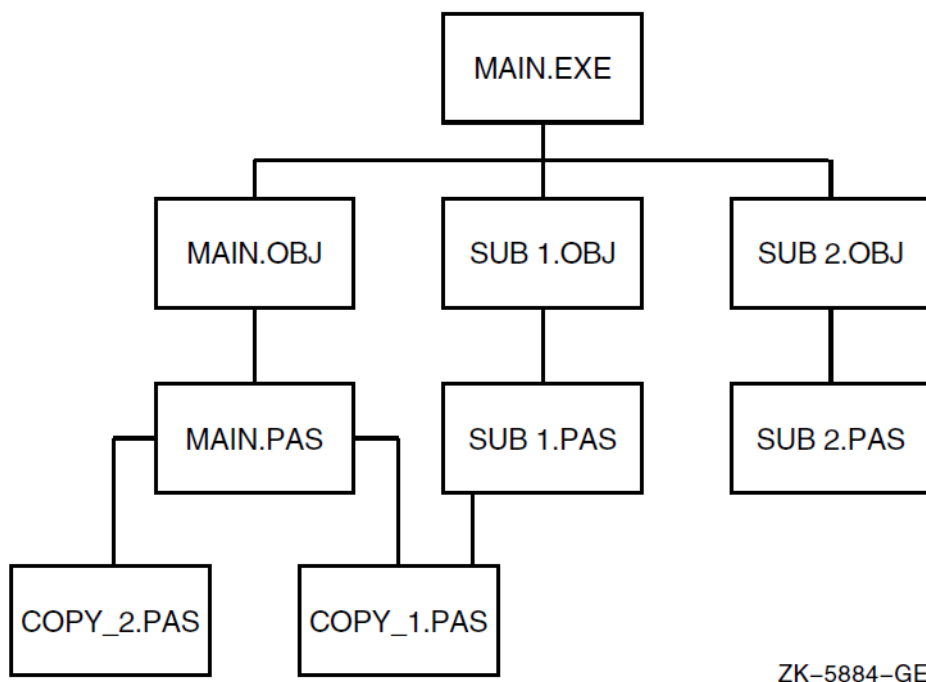 MAIN.EXE
MAIN.OBJ
SUB 1.OBJ
SUB 2.OBJ
MAIN.PAS
SUB 1.PAS
SUB 2.PAS
COPY_2.PAS
COPY_1.PAS
ZK–5884–GE